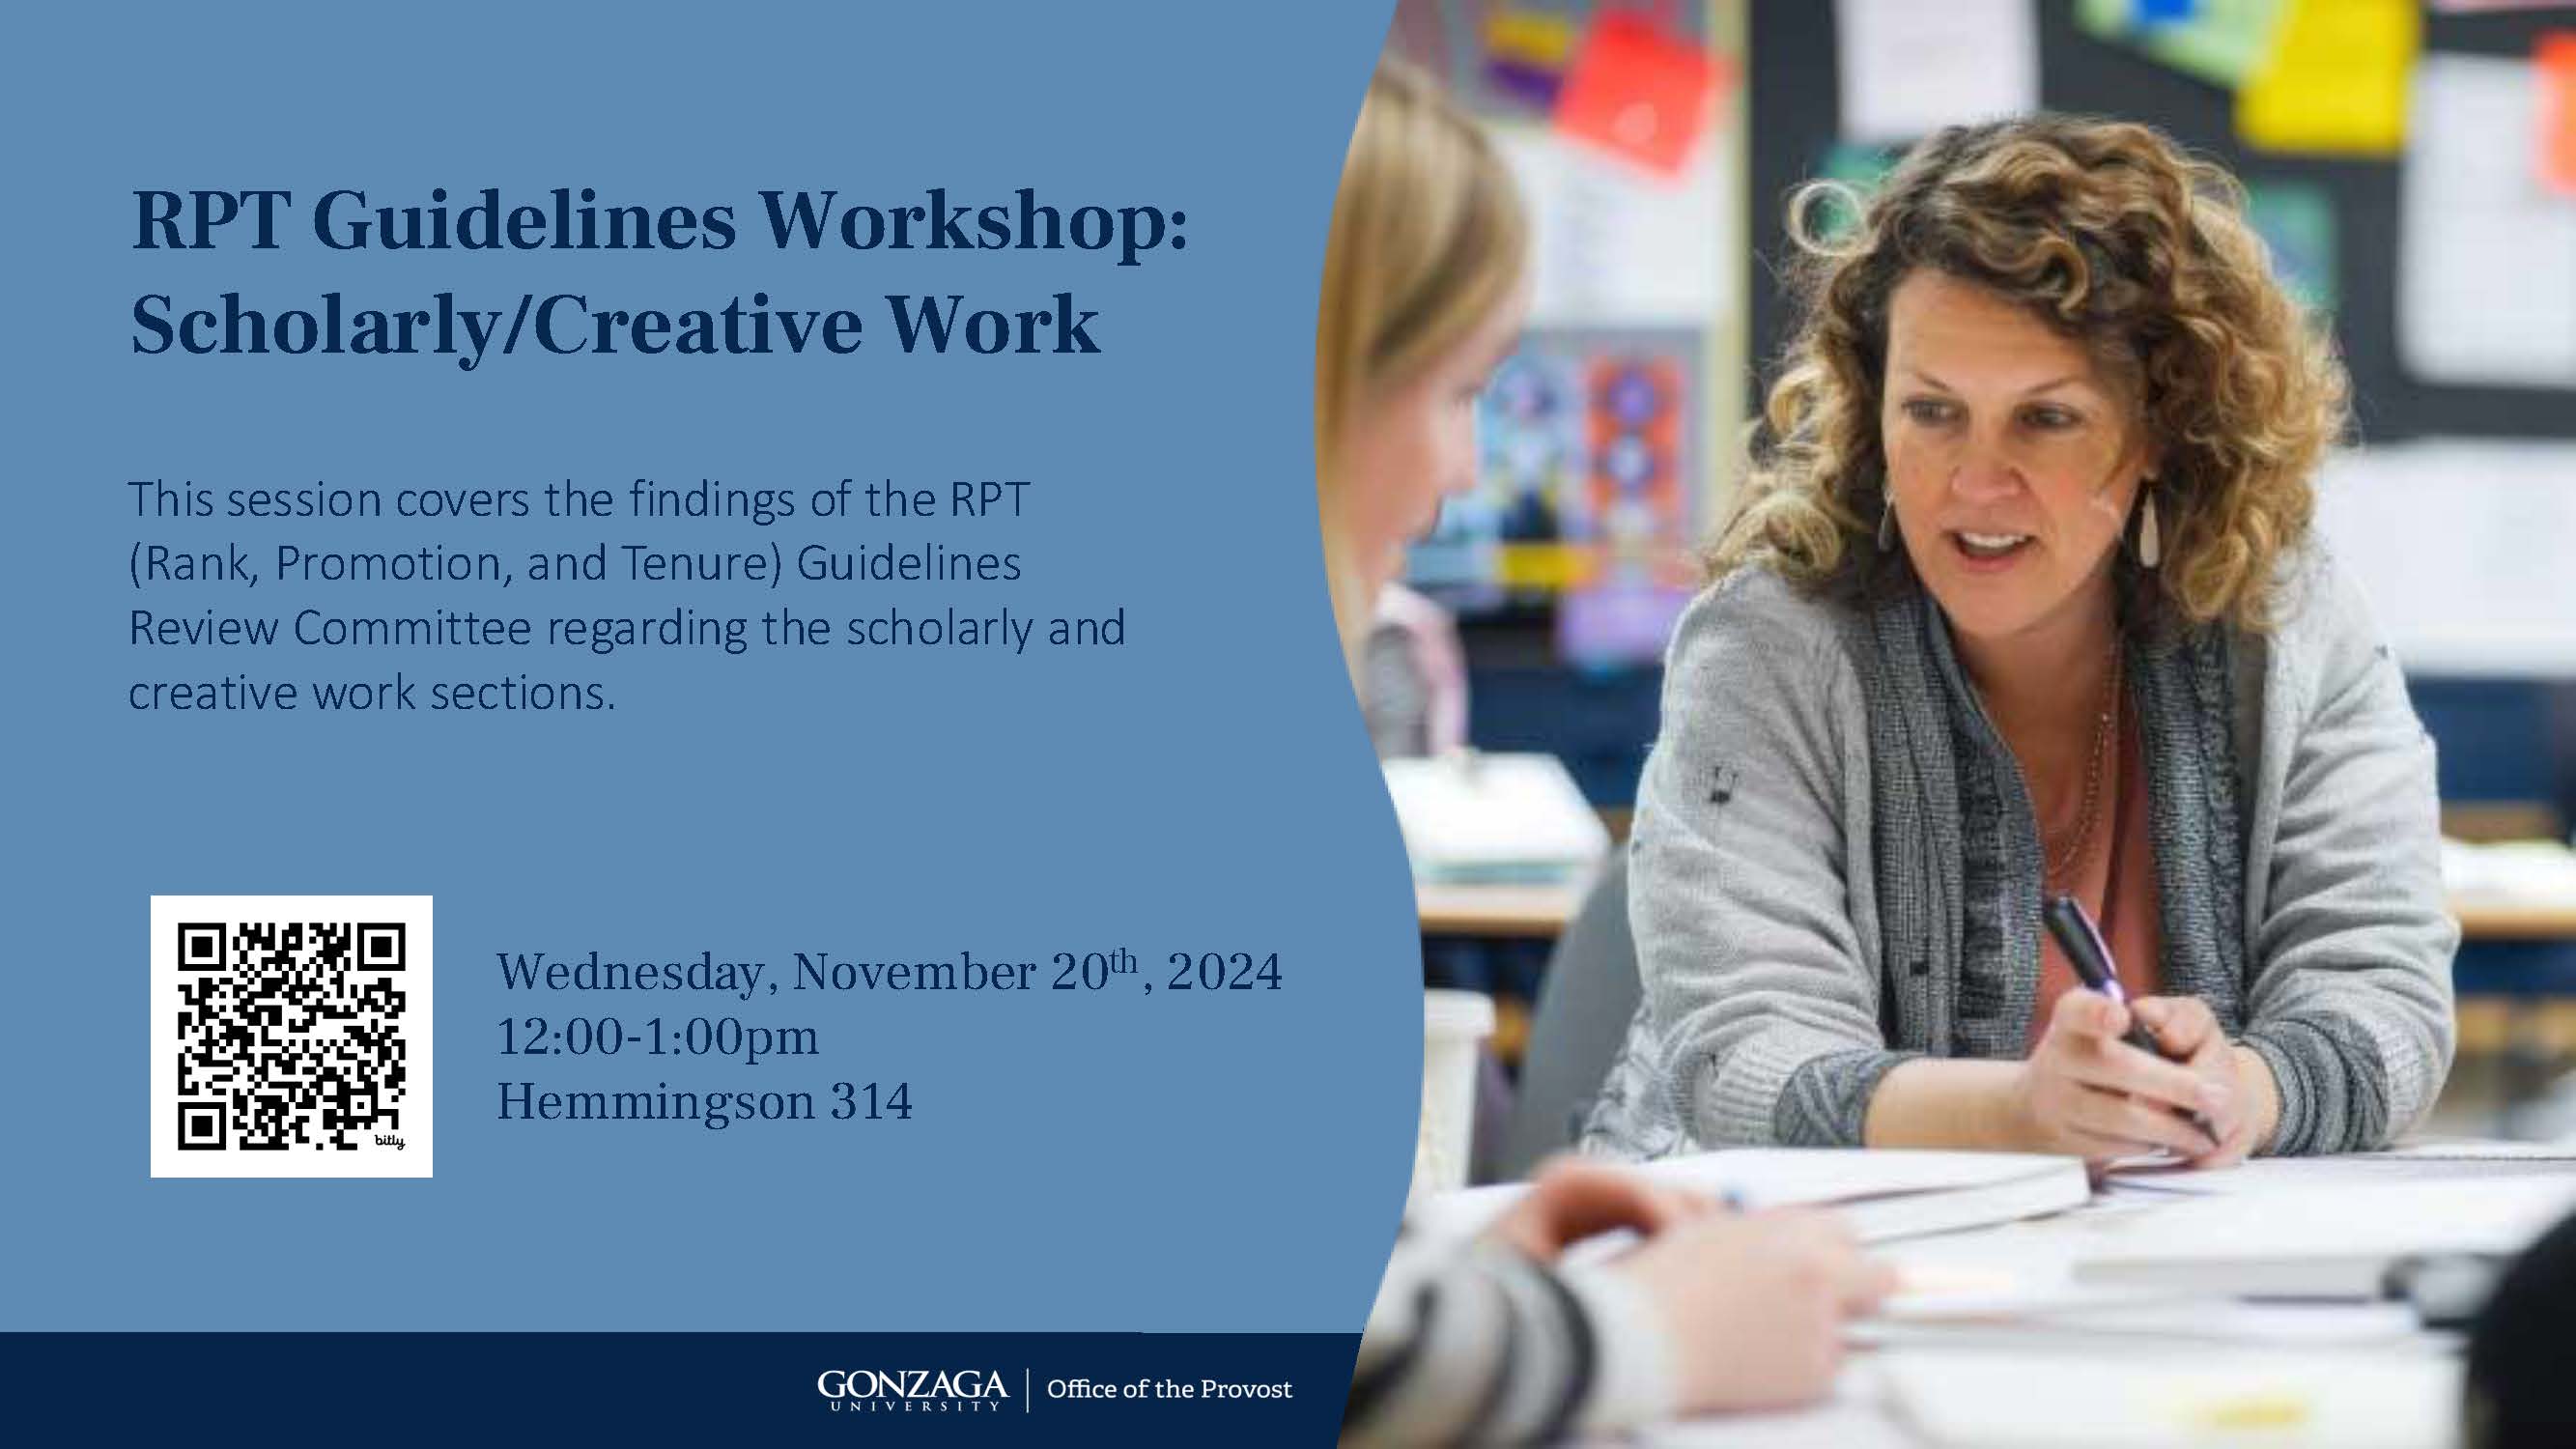 RPT Guidelines Workshop:
Scholarly/Creative Work
This session covers the findings of the RPT
(Rank, Promotion, and Tenure) Guidelines
Review Committee regarding the scholarly and
creative work sections.
bitly
Wednesday, November 20th, 2024
12:00-1:00pm
Hemmingson 314
GONZAGA
UNIVERSITY
Office of the Provost